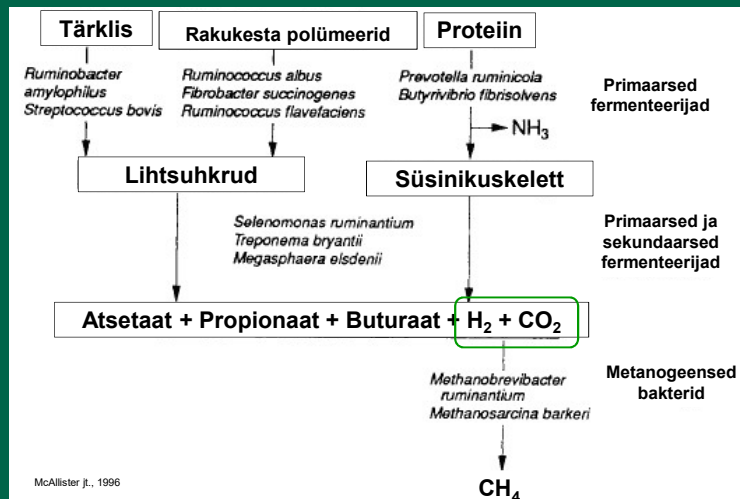 Tärklis
Rakukesta polümeerid
Proteiin
Ruminobacter
amylophilus
Streptococcus bovis
Ruminococcus albus
Fibrobacter succinogenes
Ruminococcus flavefaciens
Prevotella ruminicola
Butyrivibrio fibrisolvens
Primaarsed
fermenteerijad
NH₃
Lihtsuhkrud
Süsinikuskelett
Selenomonas ruminantium
Treponema bryantii
Megasphaera elsdenii
Primaarsed ja
sekundaarsed
fermenteerijad
Atsetaat + Propionaat + Buturaat + H₂ + CO₂
Methanobrevibacter
ruminantium
Methanosarcina barkeri
Metanogeensed
bakterid
CH₄
McAllister jt., 1996